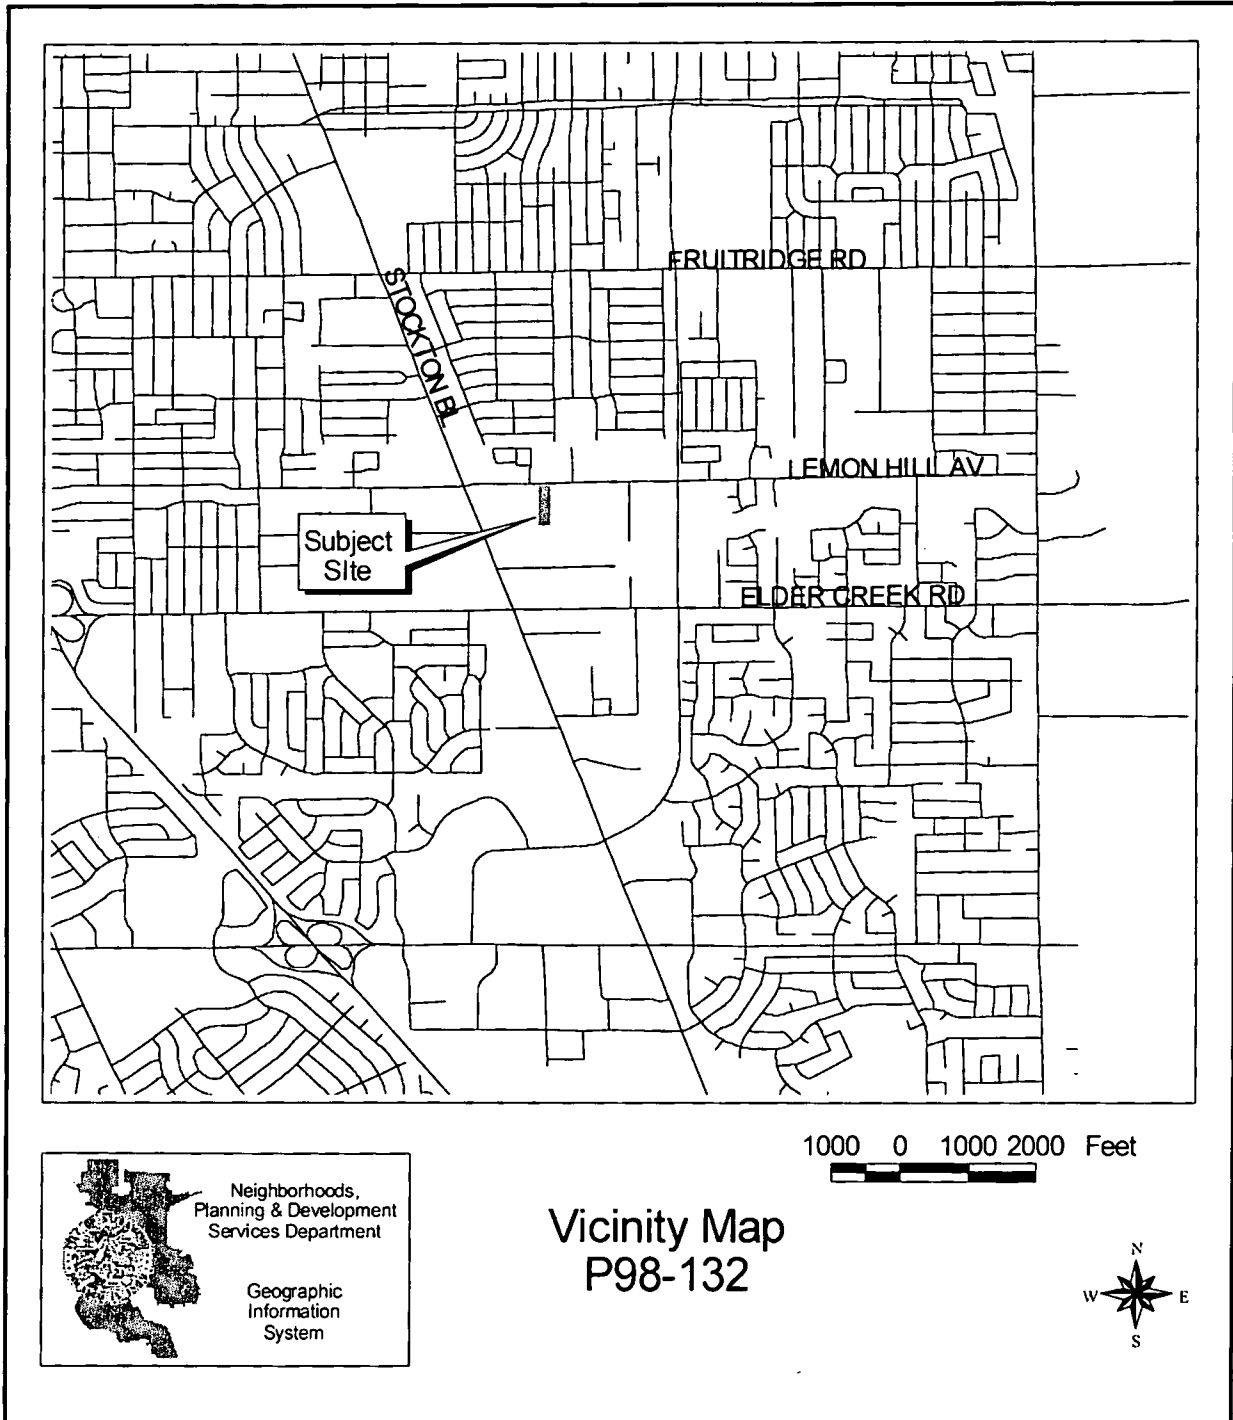 FRUITRIDGE RD
STOCKTON BL
LEMON HILL AV
Subject
SIte
ELDER CREEK RD
1000 0 1000 2000 Feet
Neighborhoods,
Planning & Development
Services Department
Geographic
Information
System
Vicinity Map
P98-132
N
W E
S